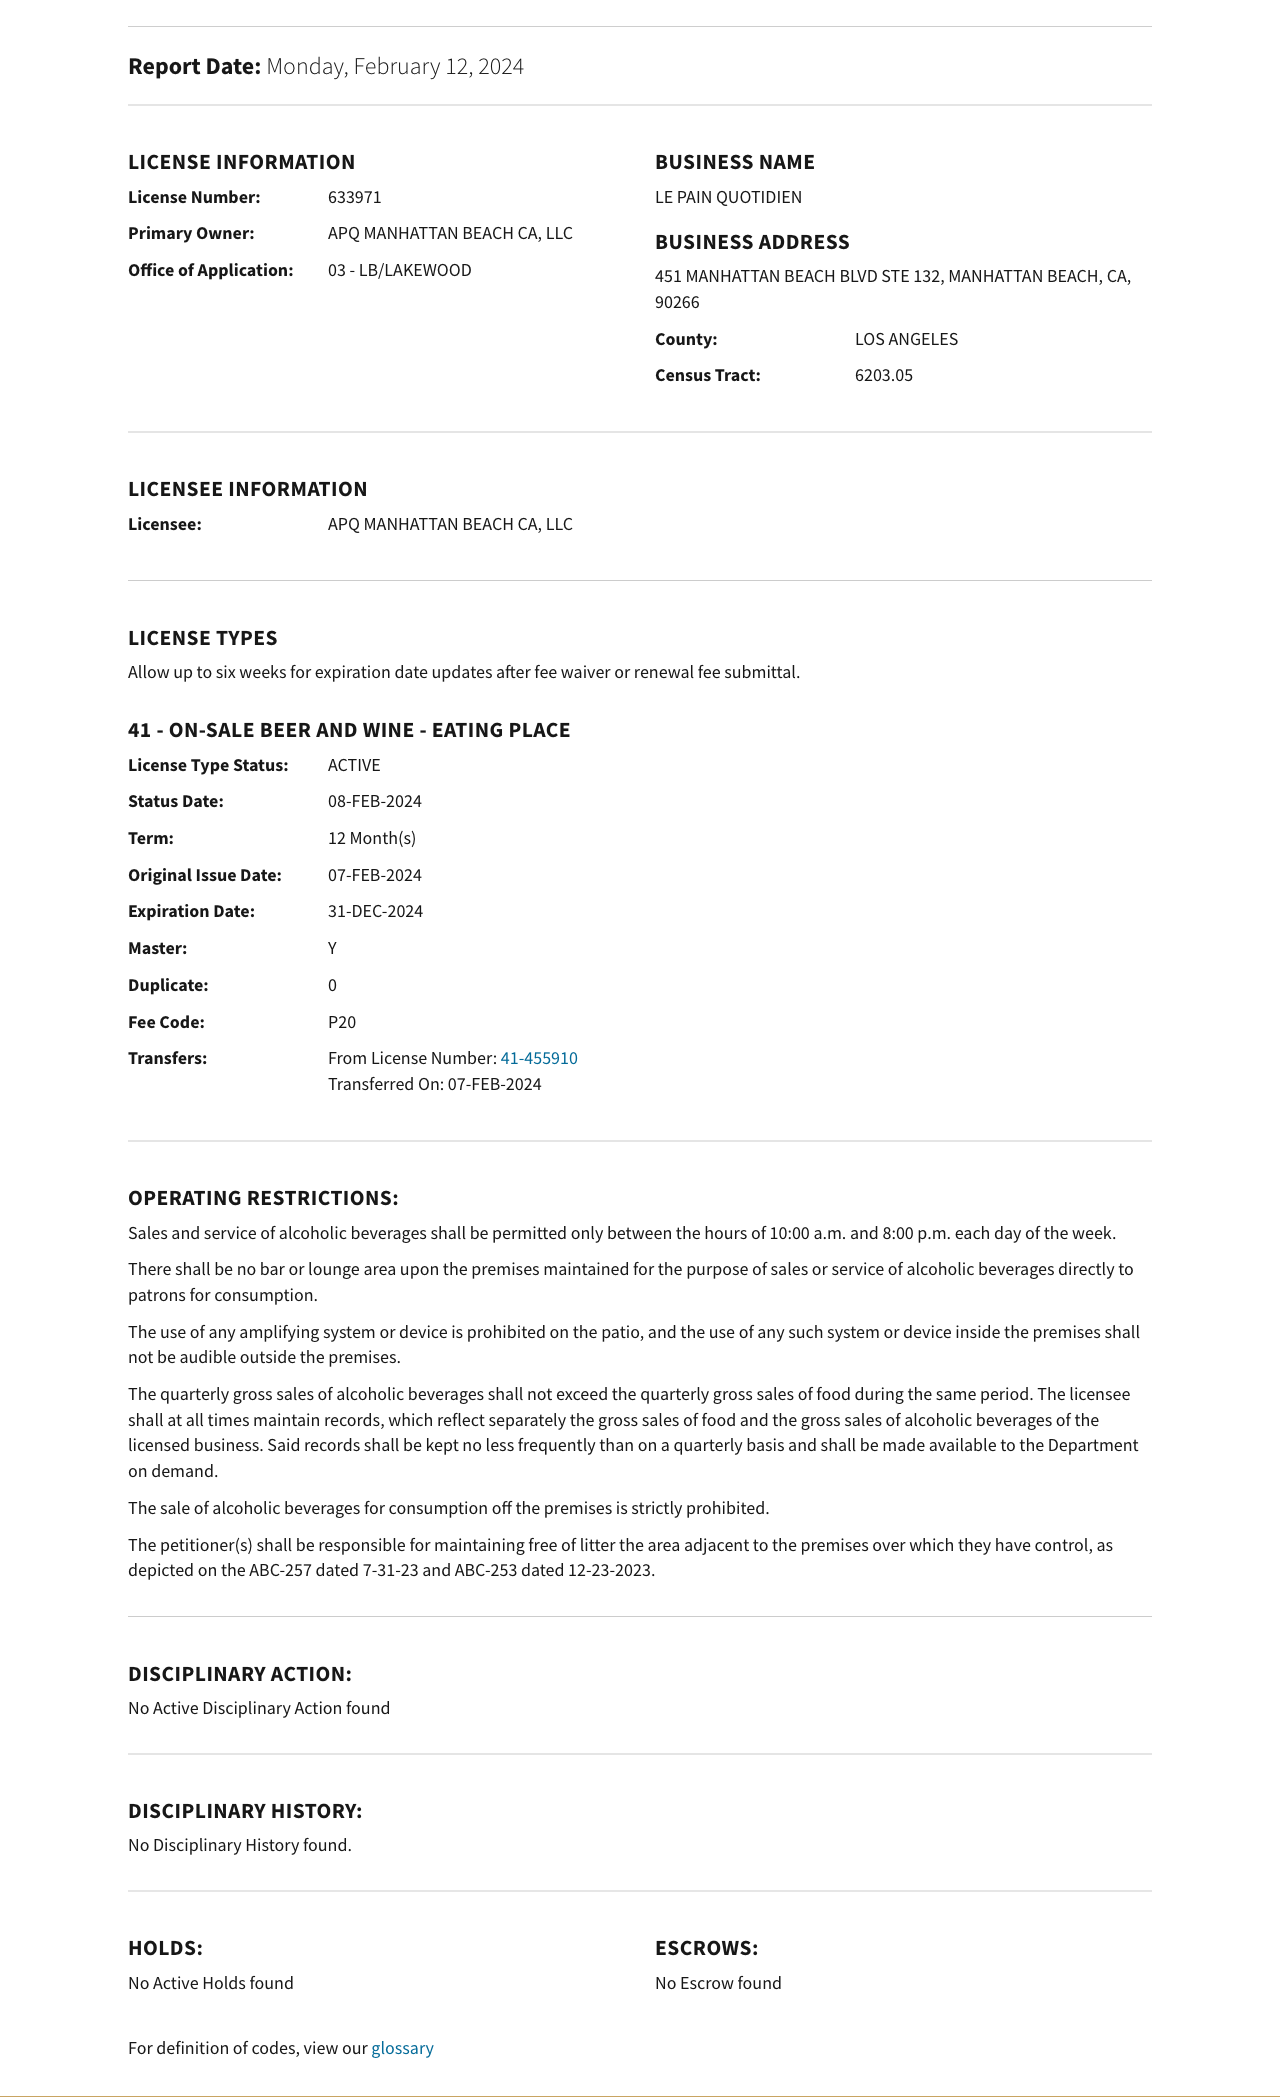 Report Date: Monday, February 12, 2024
LICENSE INFORMATION
License Number: 633971
Primary Owner: APQ MANHATTAN BEACH CA, LLC
Office of Application: 03 - LB/LAKEWOOD
BUSINESS NAME
LE PAIN QUOTIDIEN
BUSINESS ADDRESS
451 MANHATTAN BEACH BLVD STE 132, MANHATTAN BEACH, CA,
90266
County: LOS ANGELES
Census Tract: 6203.05
LICENSEE INFORMATION
Licensee: APQ MANHATTAN BEACH CA, LLC
LICENSE TYPES
Allow up to six weeks for expiration date updates after fee waiver or renewal fee submittal.
41 - ON-SALE BEER AND WINE - EATING PLACE
License Type Status: ACTIVE
Status Date: 08-FEB-2024
Term: 12 Month(s)
Original Issue Date: 07-FEB-2024
Expiration Date: 31-DEC-2024
Master: Y
Duplicate: 0
Fee Code: P20
Transfers: From License Number: 41-455910
Transferred On: 07-FEB-2024
OPERATING RESTRICTIONS:
Sales and service of alcoholic beverages shall be permitted only between the hours of 10:00 a.m. and 8:00 p.m. each day of the week.
There shall be no bar or lounge area upon the premises maintained for the purpose of sales or service of alcoholic beverages directly to
patrons for consumption.
The use of any amplifying system or device is prohibited on the patio, and the use of any such system or device inside the premises shall
not be audible outside the premises.
The quarterly gross sales of alcoholic beverages shall not exceed the quarterly gross sales of food during the same period. The licensee
shall at all times maintain records, which reflect separately the gross sales of food and the gross sales of alcoholic beverages of the
licensed business. Said records shall be kept no less frequently than on a quarterly basis and shall be made available to the Department
on demand.
The sale of alcoholic beverages for consumption off the premises is strictly prohibited.
The petitioner(s) shall be responsible for maintaining free of litter the area adjacent to the premises over which they have control, as
depicted on the ABC-257 dated 7-31-23 and ABC-253 dated 12-23-2023.
DISCIPLINARY ACTION:
No Active Disciplinary Action found
DISCIPLINARY HISTORY:
No Disciplinary History found.
HOLDS:
No Active Holds found
ESCROWS:
No Escrow found
For definition of codes, view our glossary